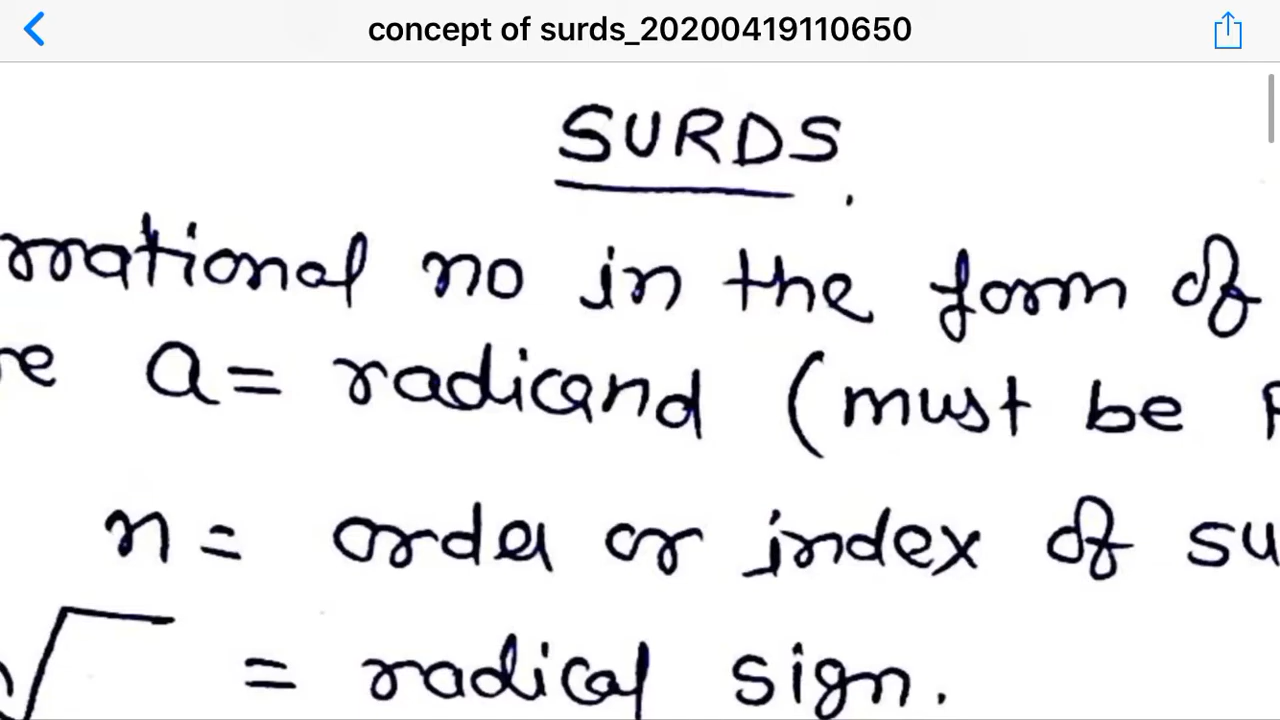 concept of surds_20200419110650
SURDS.
rrational no in the form of
re a = radicand (must be
n = order or index of su
√ = radical sign.